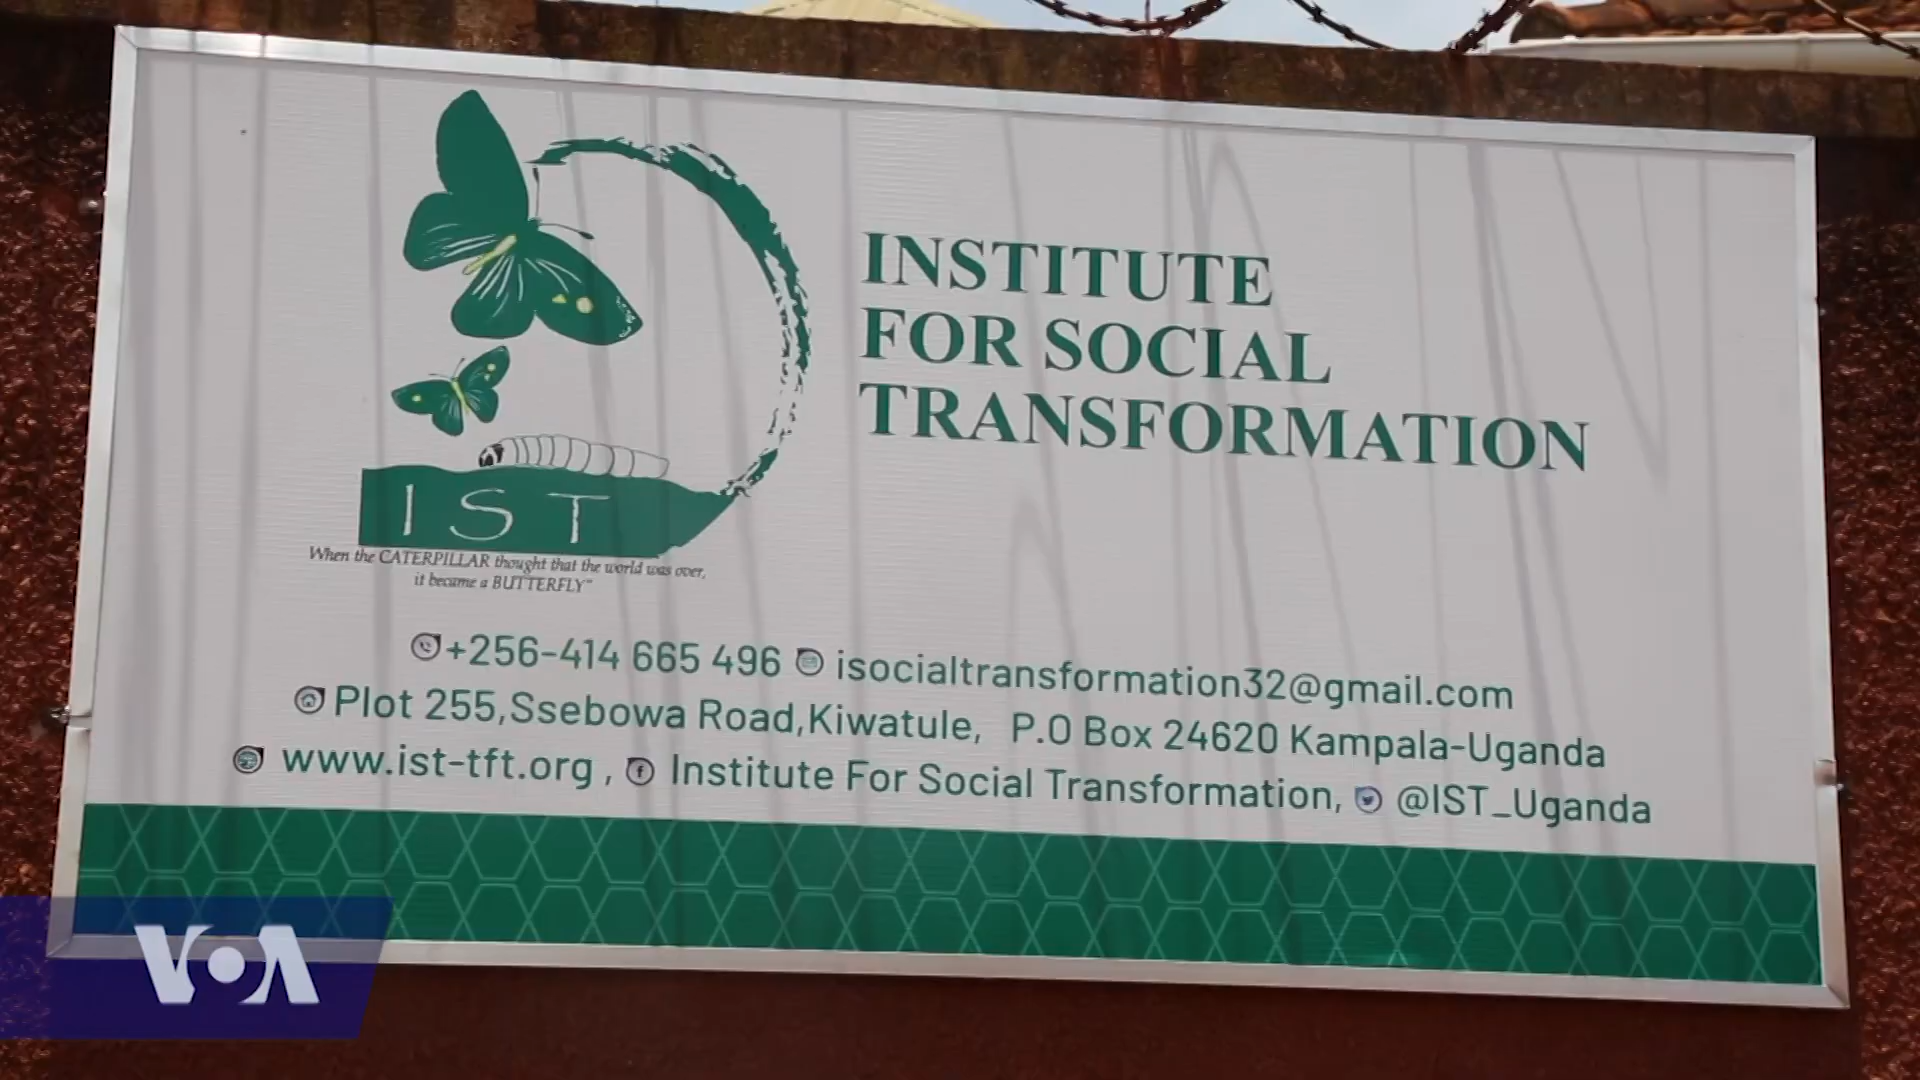 INSTITUTE
FOR SOCIAL
TRANSFORMATION
IST
When the CATERPILLAR thought that the world was over,
it became a BUTTERFLY"
+256-414 665 496 isocialtransformation32@gmail.com
Plot 255,Ssebowa Road,Kiwatule, P.O Box 24620 Kampala-Uganda
www.ist-tft.org , Institute For Social Transformation, @IST_Uganda
VOA